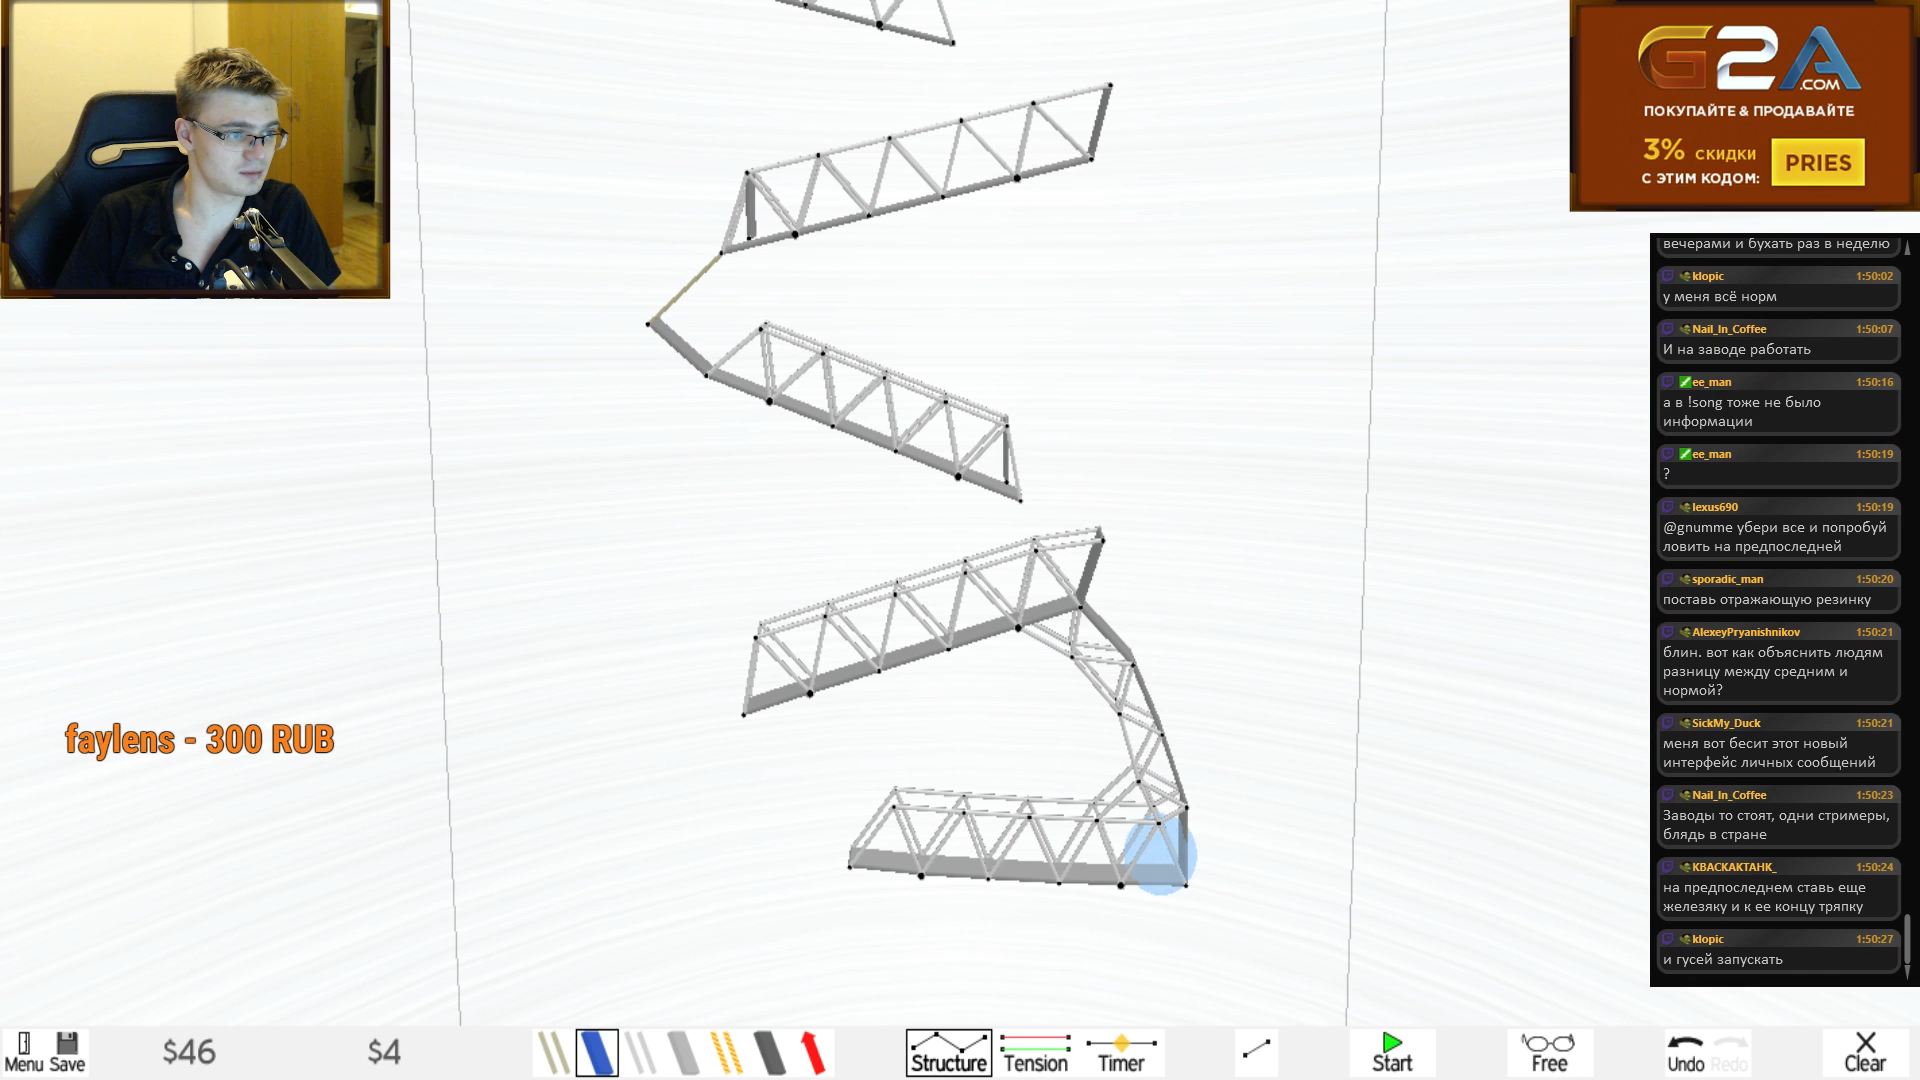 G2A
.COM
ПОКУПАЙТЕ & ПРОДАВАЙТЕ
3% СКИДКИ
С ЭТИМ КОДОМ:
PRIES
вечерами и бухать раз в неделю
klopic 1:50:02
у меня всё норм
Nail_In_Coffee 1:50:07
И на заводе работать
ee_man 1:50:16
а в !song тоже не было
информации
ee_man 1:50:19
?
lexus690 1:50:19
@gnumme убери все и попробуй
ловить на предпоследней
sporadic_man 1:50:20
поставь отражающую резинку
AlexeyPryanishnikov 1:50:21
блин. вот как объяснить людям
разницу между средним и
нормой?
SickMy_Duck 1:50:21
меня вот бесит этот новый
интерфейс личных сообщений
Nail_In_Coffee 1:50:23
Заводы то стоят, одни стримеры,
блядь в стране
KBACKAKTAHK_ 1:50:24
на предпоследнем ставь еще
железяку и к ее концу тряпку
klopic 1:50:27
и гусей запускать
faylens - 300 RUB
Menu Save
$46
$4
Structure
Tension
Timer
Start
Free
Undo Redo
Clear